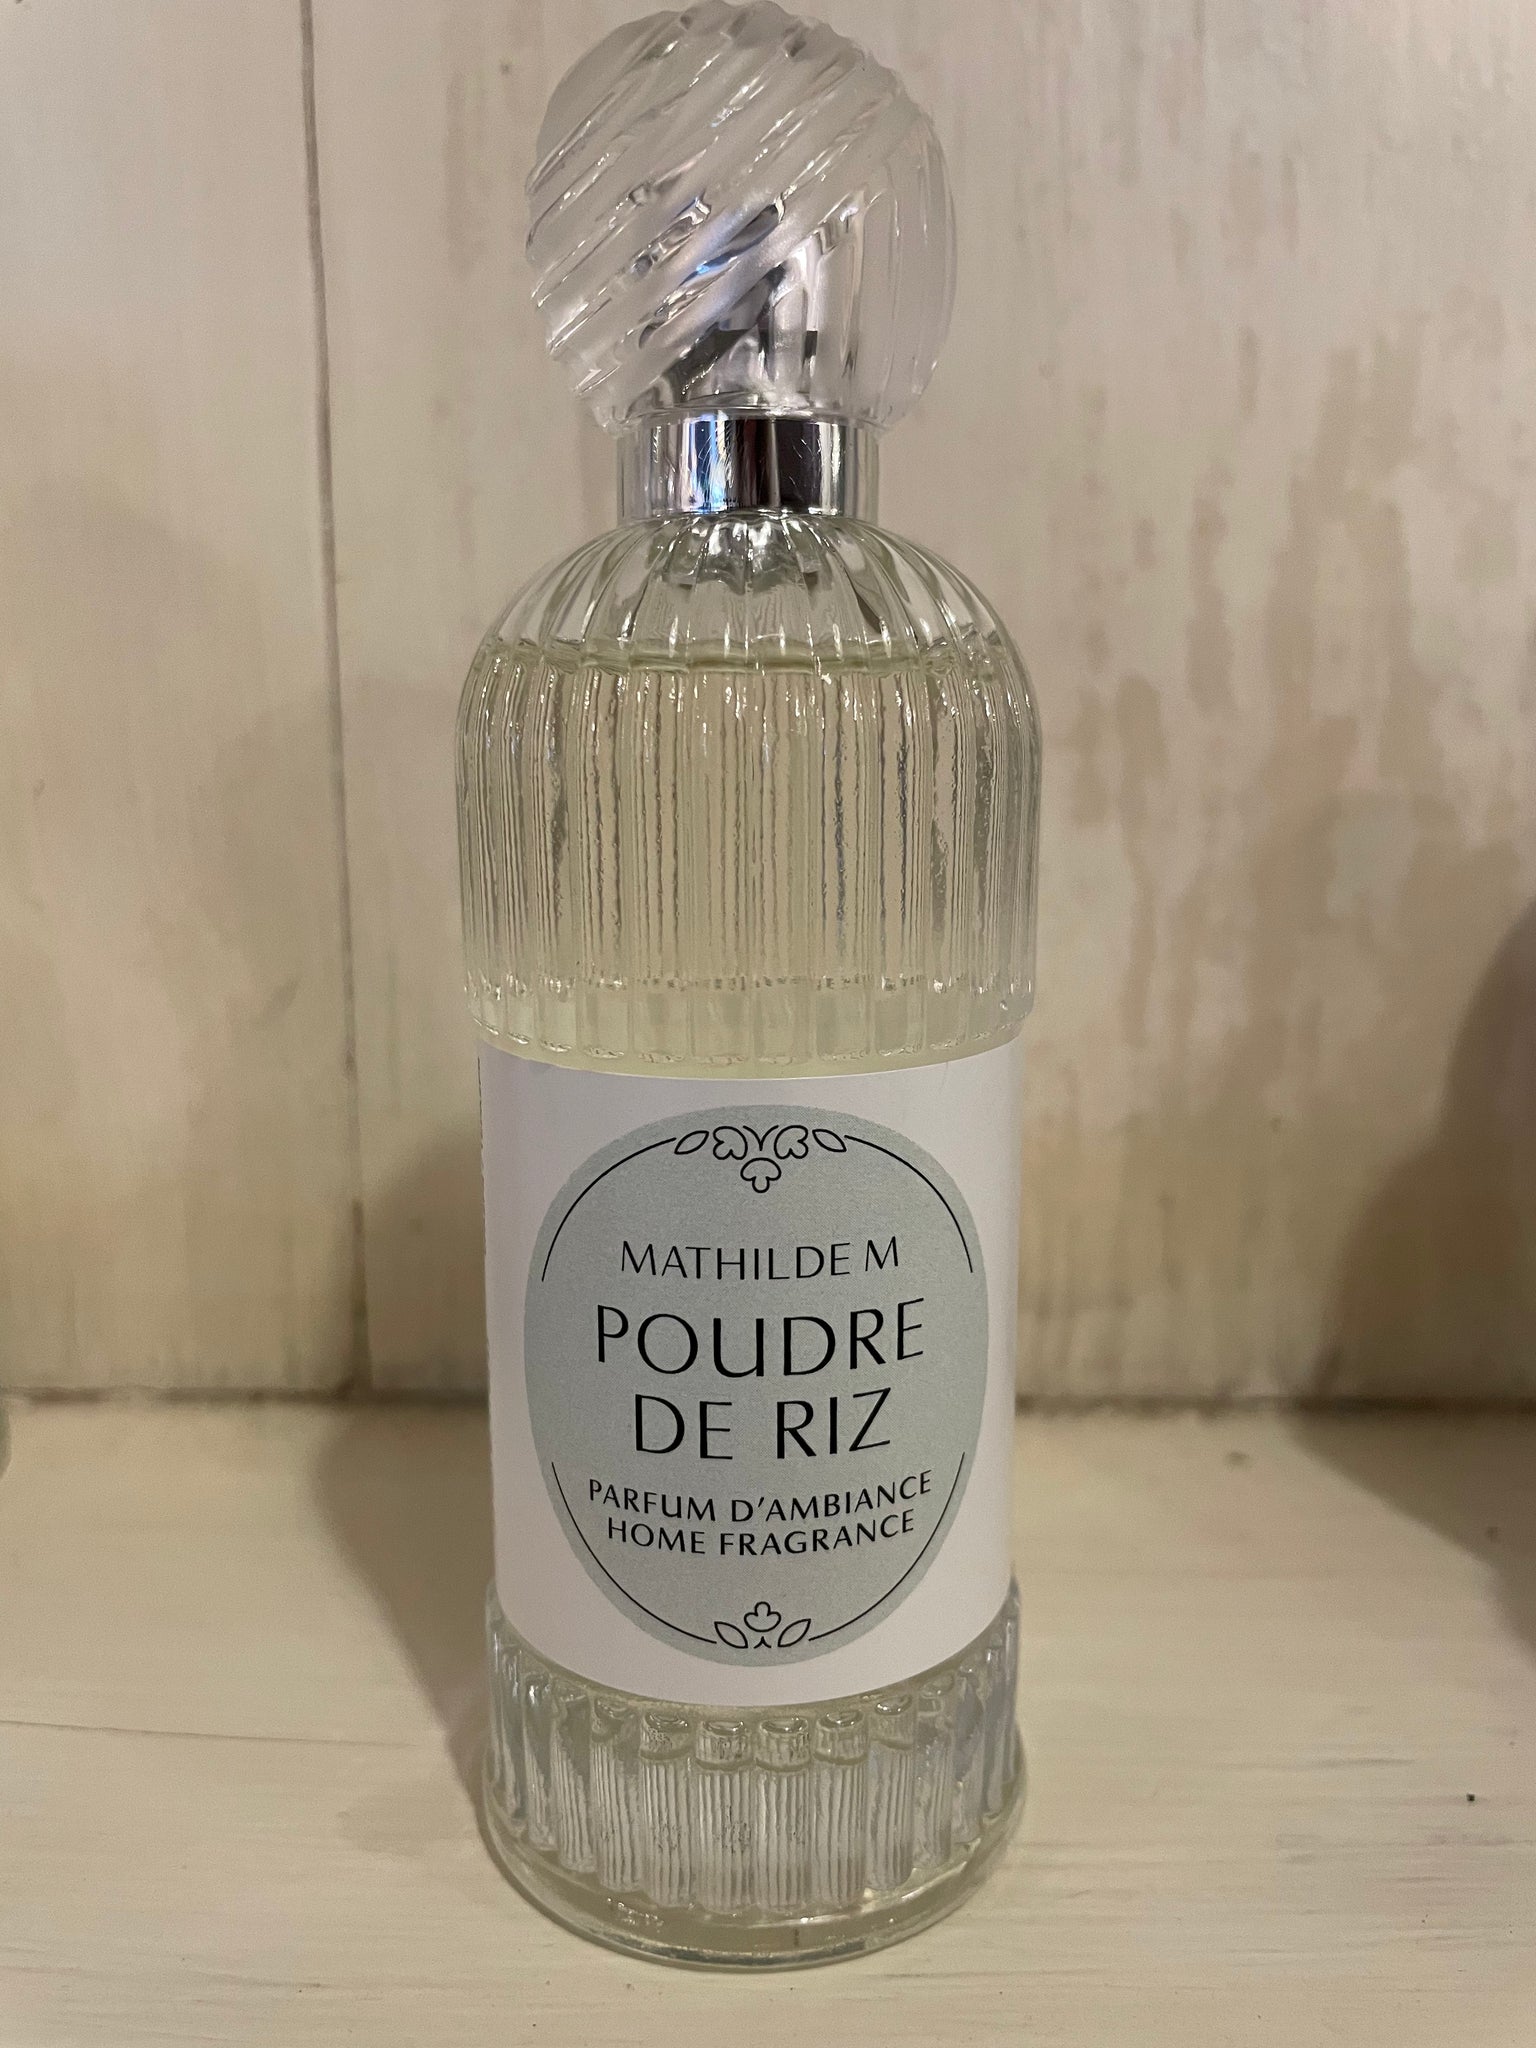 MATHILDE M
POUDRE
DE RIZ
PARFUM D'AMBIANCE
HOME FRAGRANCE